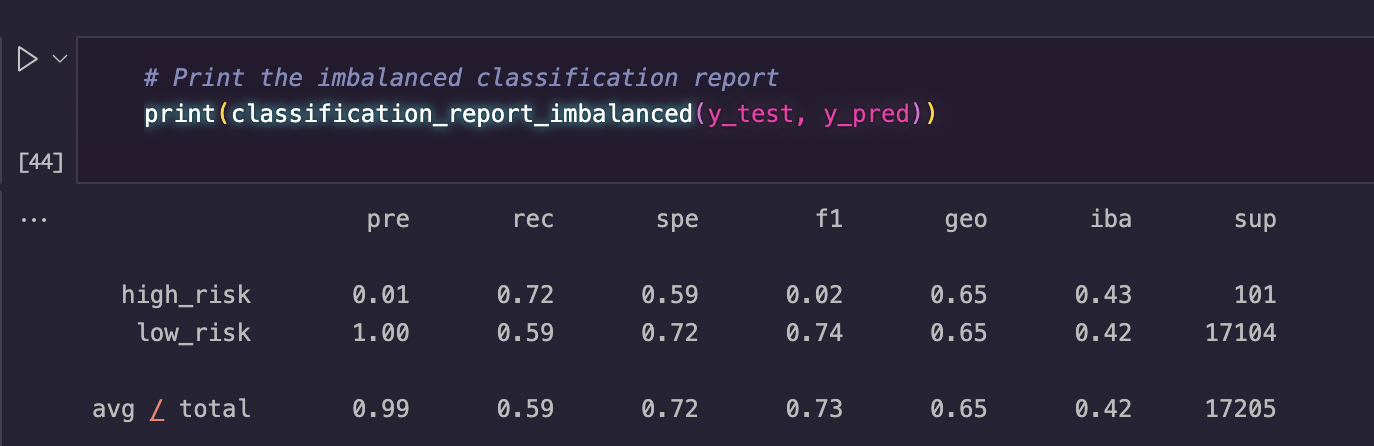 # Print the imbalanced classification report
print(classification_report_imbalanced(y_test, y_pred))
[44]
... pre rec spe f1 geo iba sup
high_risk 0.01 0.72 0.59 0.02 0.65 0.43 101
low_risk 1.00 0.59 0.72 0.74 0.65 0.42 17104
avg / total 0.99 0.59 0.72 0.73 0.65 0.42 17205